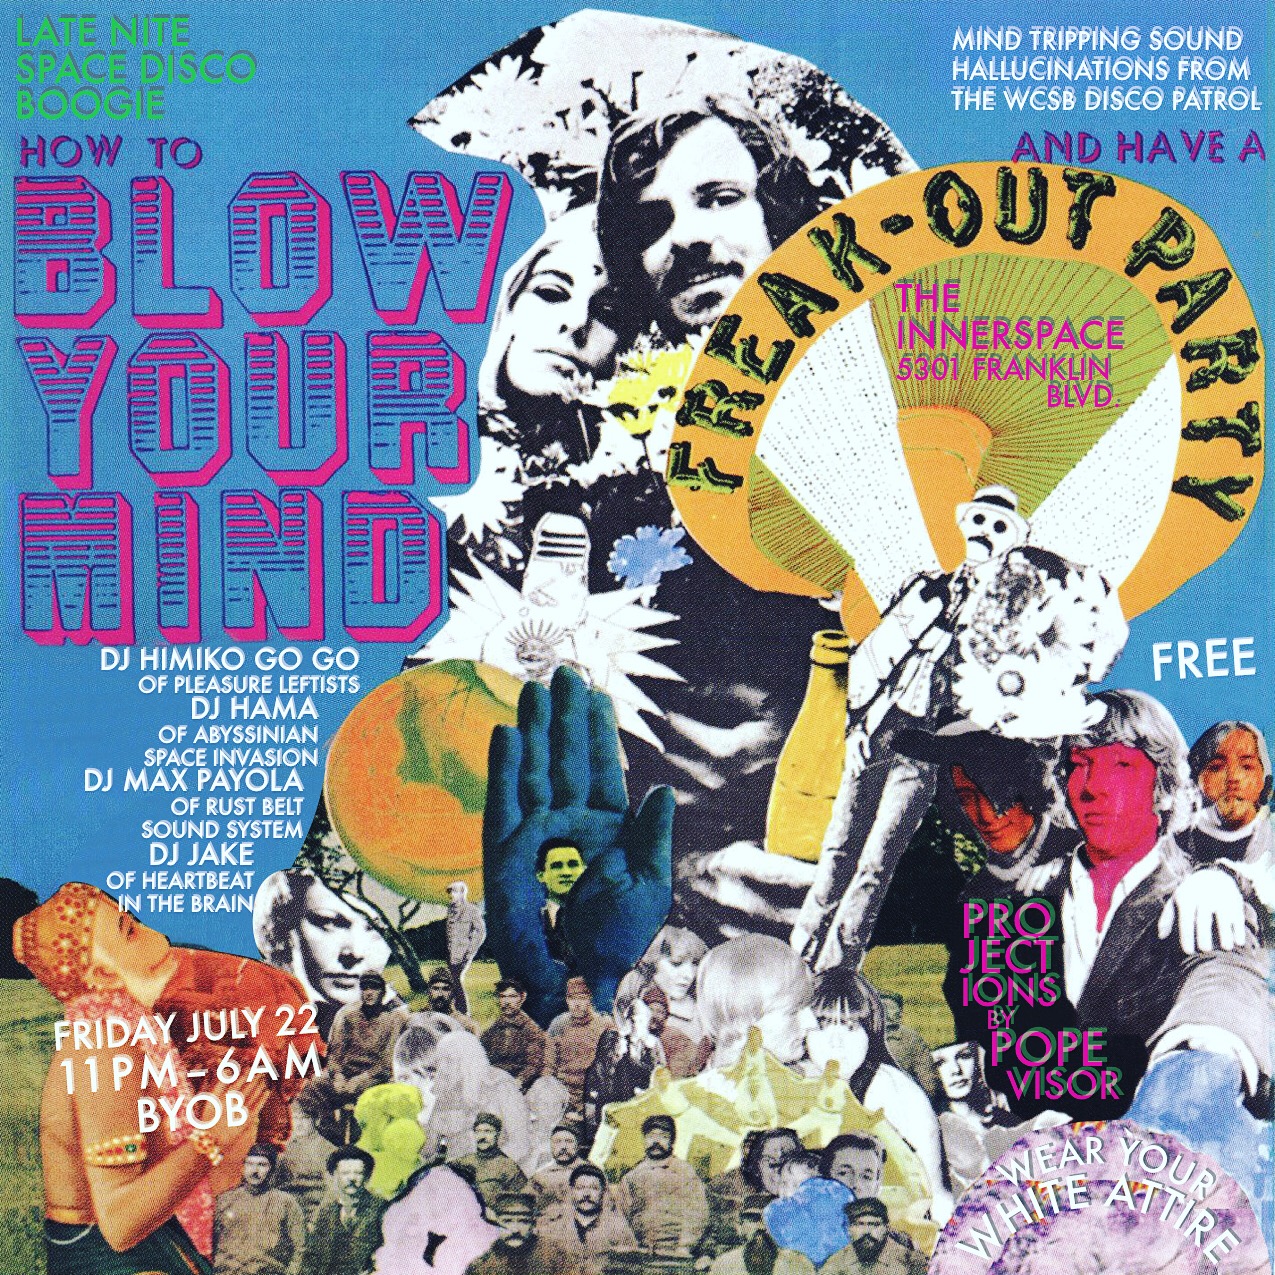 LATE NITE
SPACE DISCO
BOOGIE
MIND TRIPPING SOUND
HALLUCINATIONS FROM
THE WCSB DISCO PATROL
HOW TO
BLOW
YOUR
MIND
AND HAVE A
FREAK-OUT PARTY
THE
INNERSPACE
5301 FRANKLIN
BLVD.
FREE
DJ HIMIKO GO GO
OF PLEASURE LEFTISTS
DJ HAMA
OF ABYSSINIAN
SPACE INVASION
DJ MAX PAYOLA
OF RUST BELT
SOUND SYSTEM
DJ JAKE
OF HEARTBEAT
IN THE BRAIN
PRO
JECT
IONS
BY
POPE
VISOR
FRIDAY JULY 22
11PM–6AM
BYOB
WEAR YOUR
WHITE ATTIRE